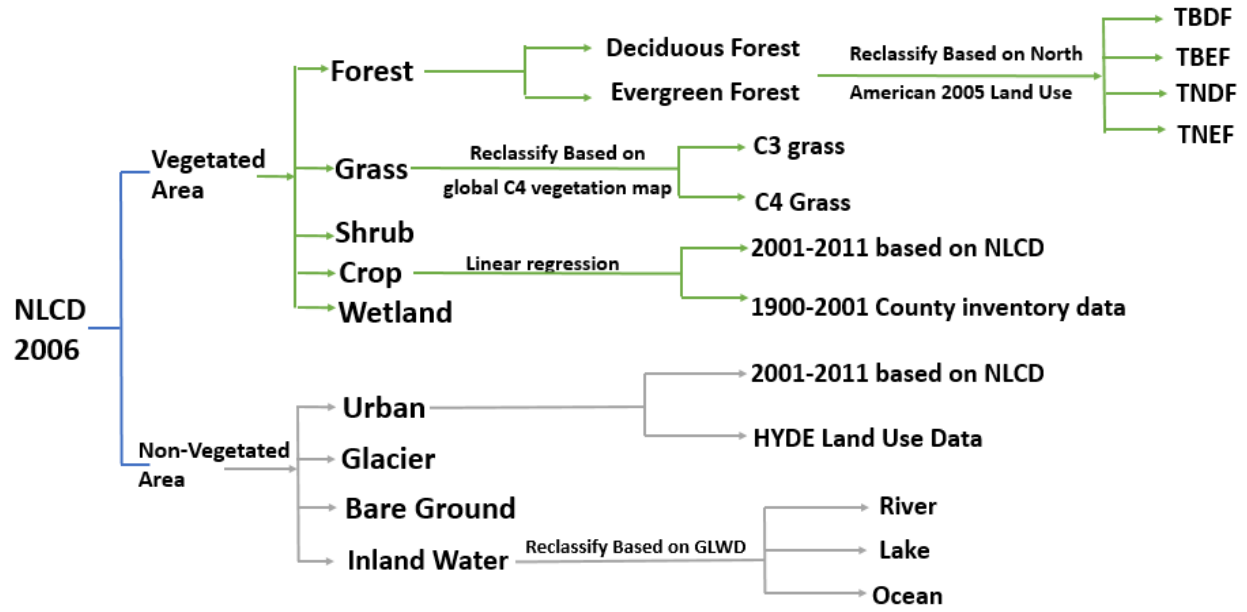 NLCD
2006
Vegetated
Area
Forest
Deciduous Forest
Evergreen Forest
Reclassify Based on North
American 2005 Land Use
TBDF
TBEF
TNDF
TNEF
Grass
Reclassify Based on
global C4 vegetation map
C3 grass
C4 Grass
Shrub
Crop
Linear regression
2001-2011 based on NLCD
1900-2001 County inventory data
Wetland
Non-Vegetated
Area
Urban
2001-2011 based on NLCD
HYDE Land Use Data
Glacier
Bare Ground
Inland Water
Reclassify Based on GLWD
River
Lake
Ocean